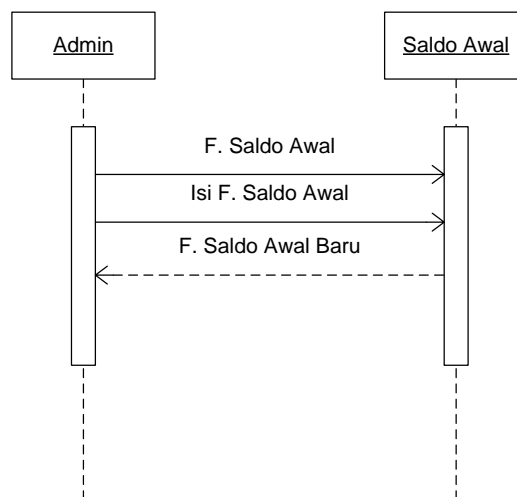 Admin
Saldo Awal
F. Saldo Awal
Isi F. Saldo Awal
F. Saldo Awal Baru